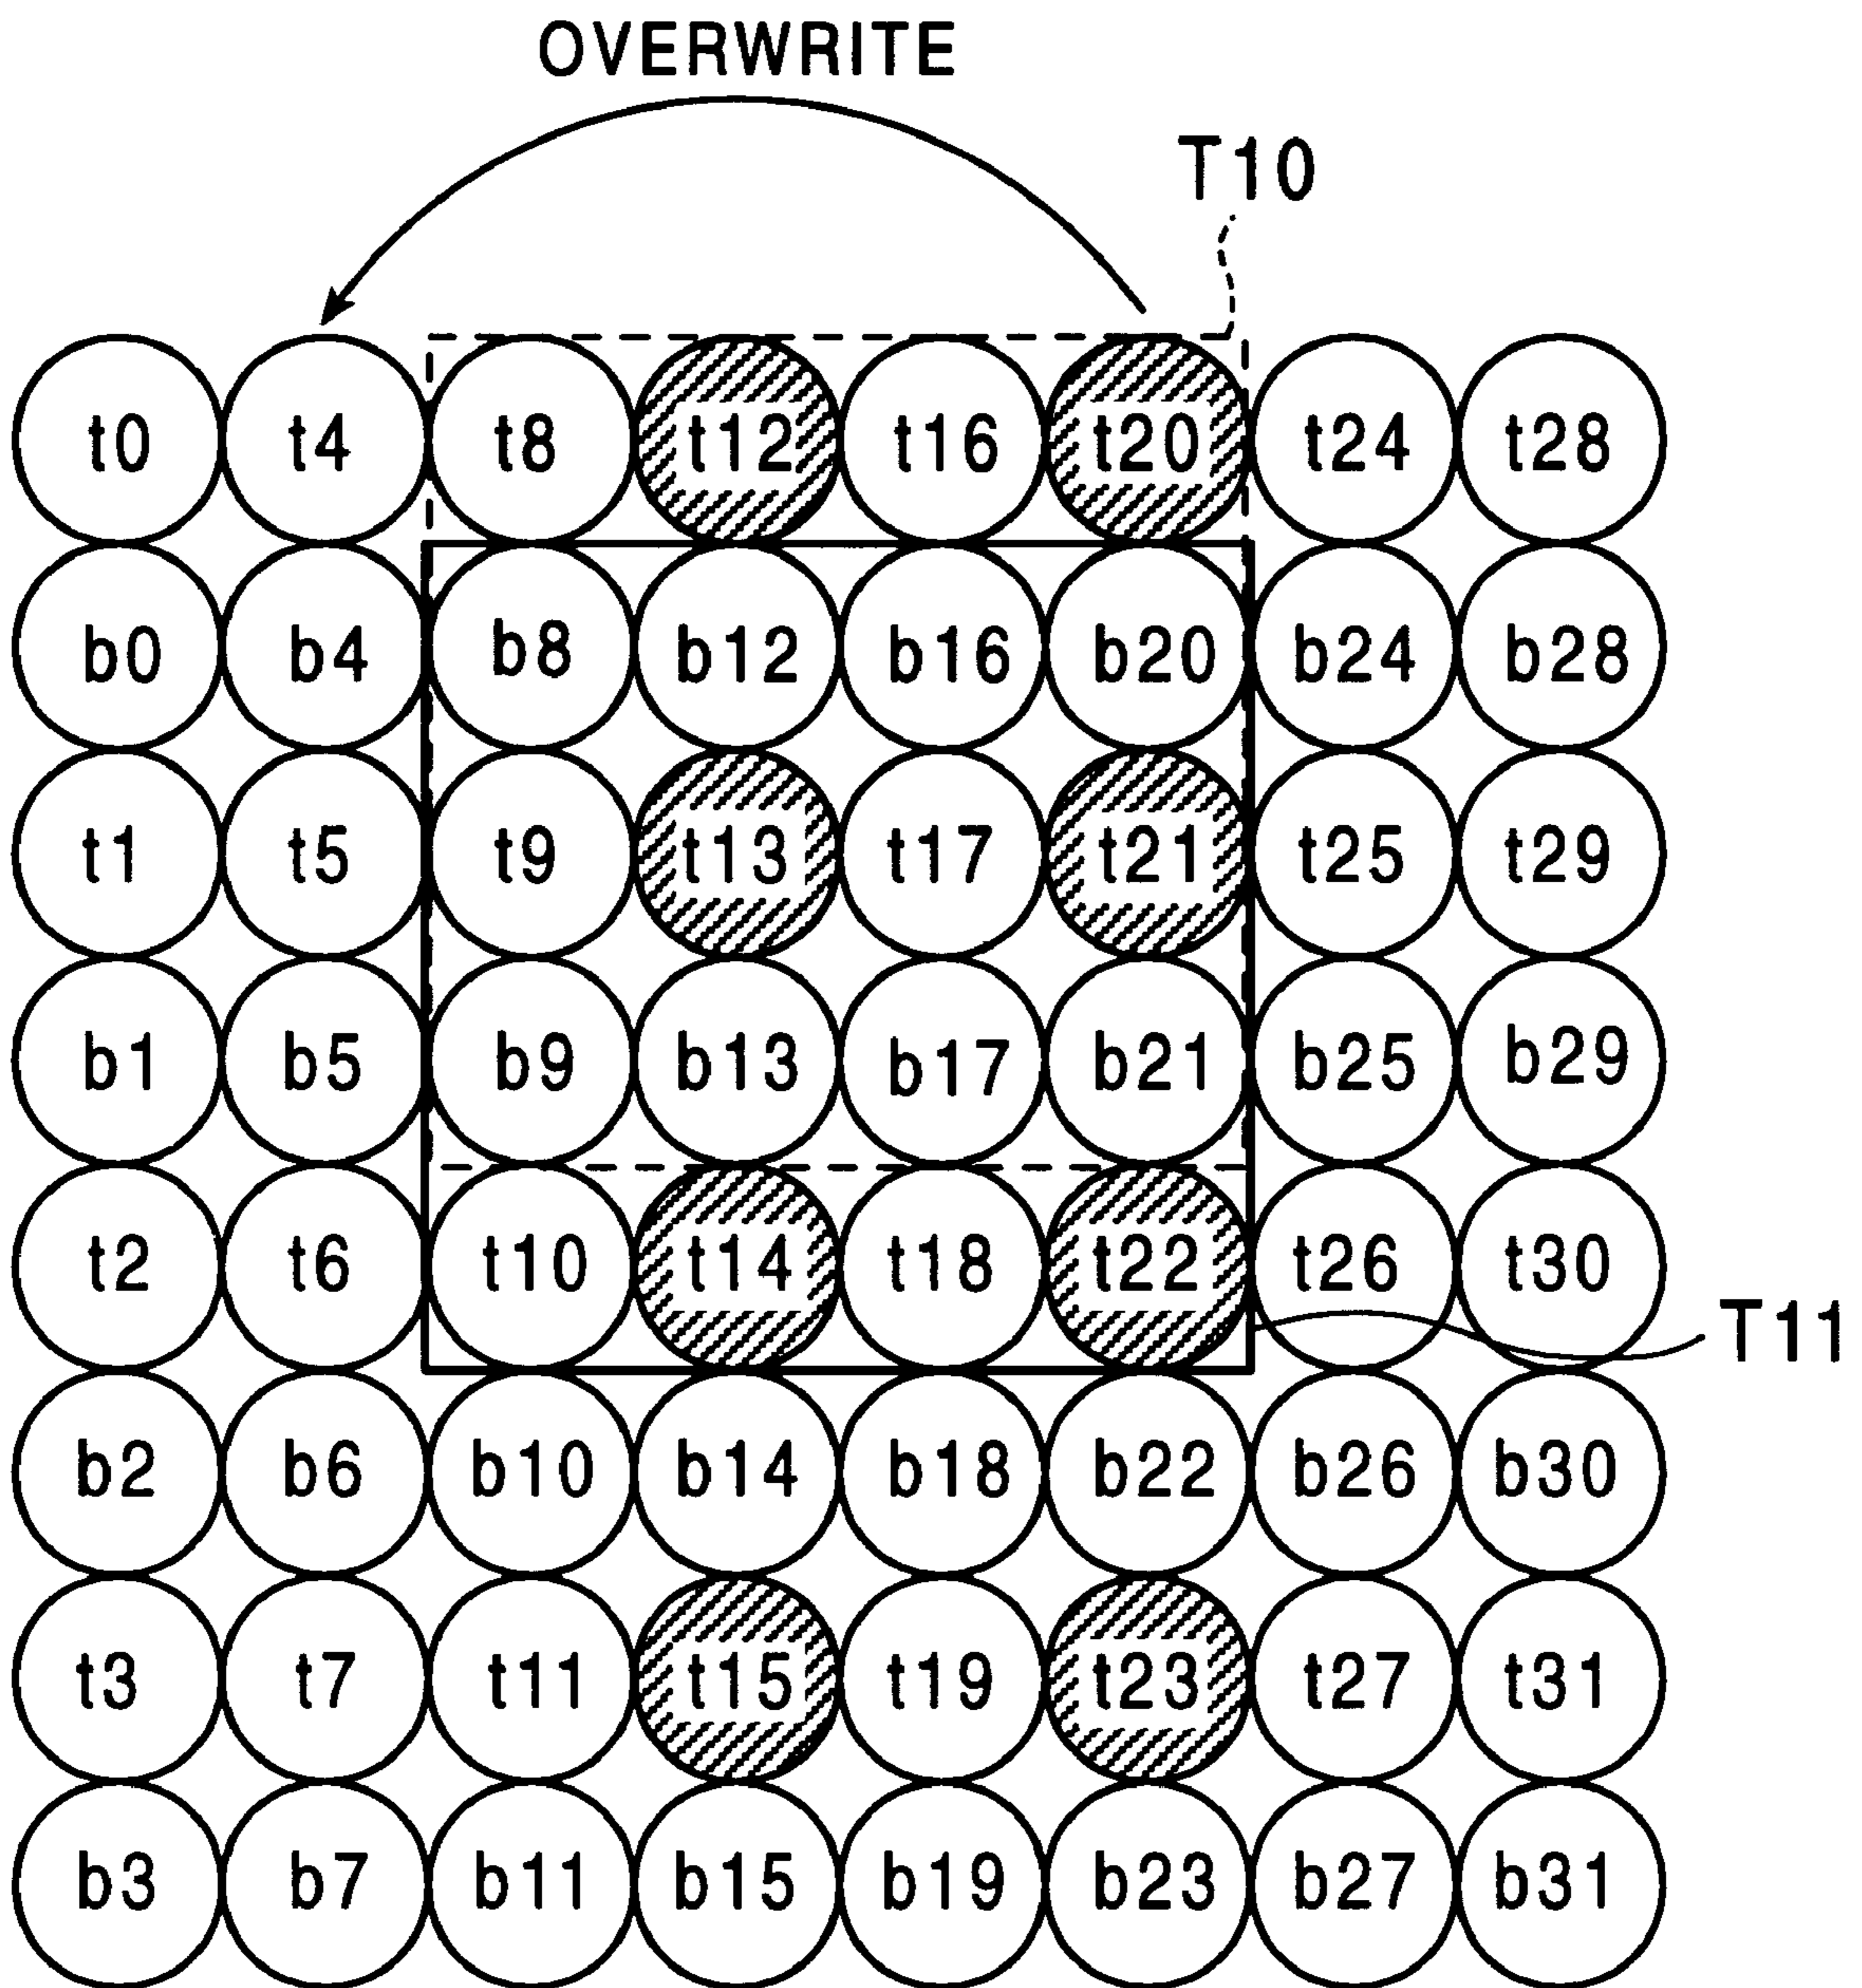 OVERWRITE
T10
t0 t4 t8 t12 t16 t20 t24 t28
b0 b4 b8 b12 b16 b20 b24 b28
t1 t5 t9 t13 t17 t21 t25 t29
b1 b5 b9 b13 b17 b21 b25 b29
t2 t6 t10 t14 t18 t22 t26 t30
T11
b2 b6 b10 b14 b18 b22 b26 b30
t3 t7 t11 t15 t19 t23 t27 t31
b3 b7 b11 b15 b19 b23 b27 b31